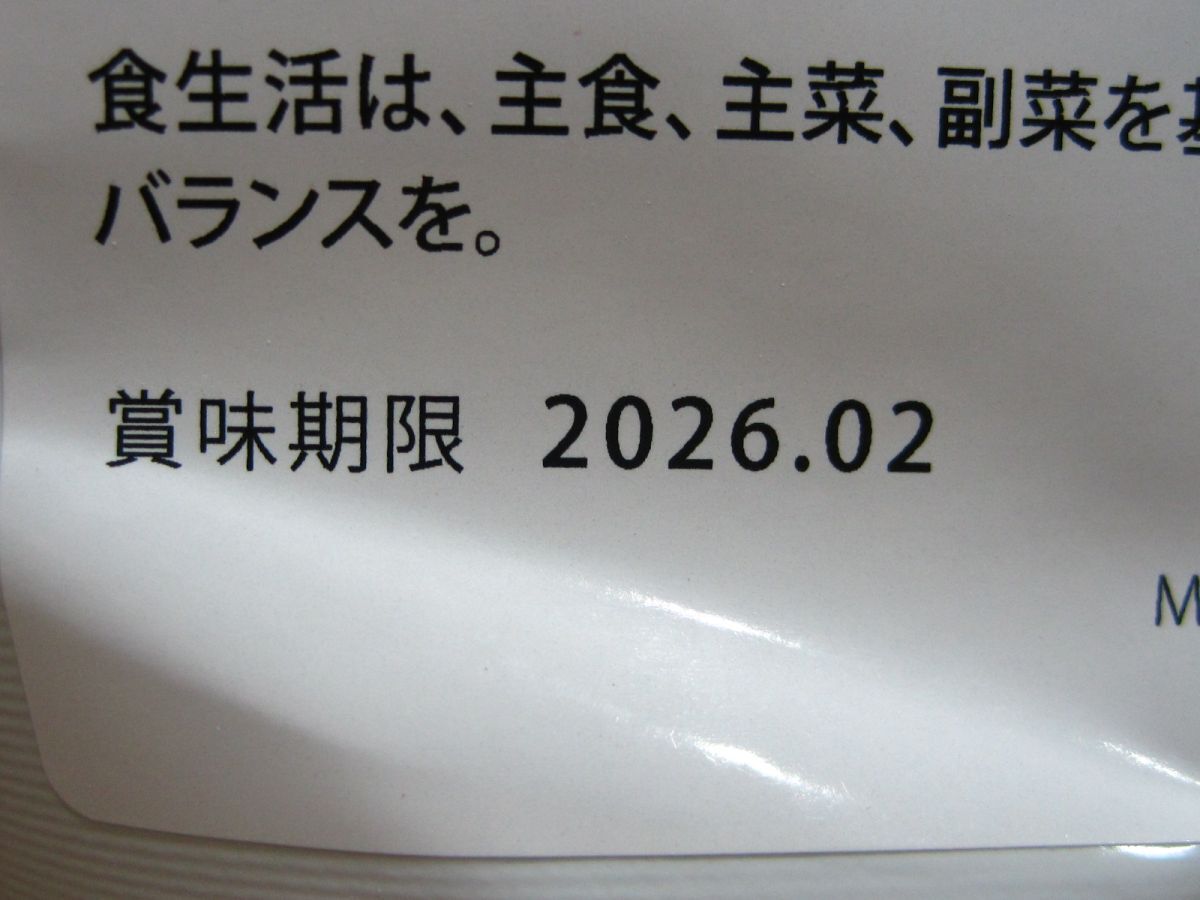 食生活は、主食、主菜、副菜を
バランスを。
賞味期限 2026.02
M